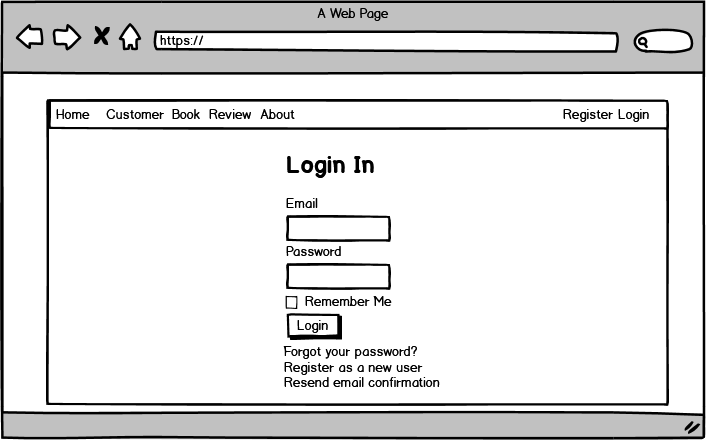 A Web Page
https://
Home Customer Book Review About Register Login
Login In
Email
Password
Remember Me
Login
Forgot your password?
Register as a new user
Resend email confirmation